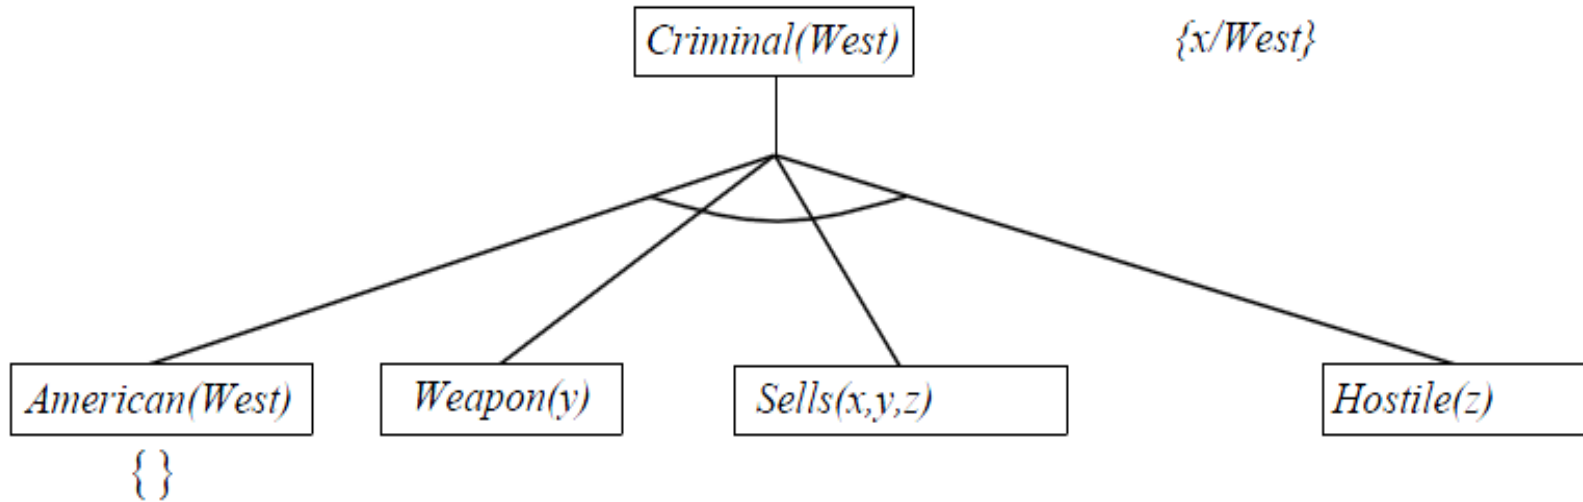 Criminal(West)
{x/West}
American(West)
Weapon(y)
Sells(x,y,z)
Hostile(z)
{ }